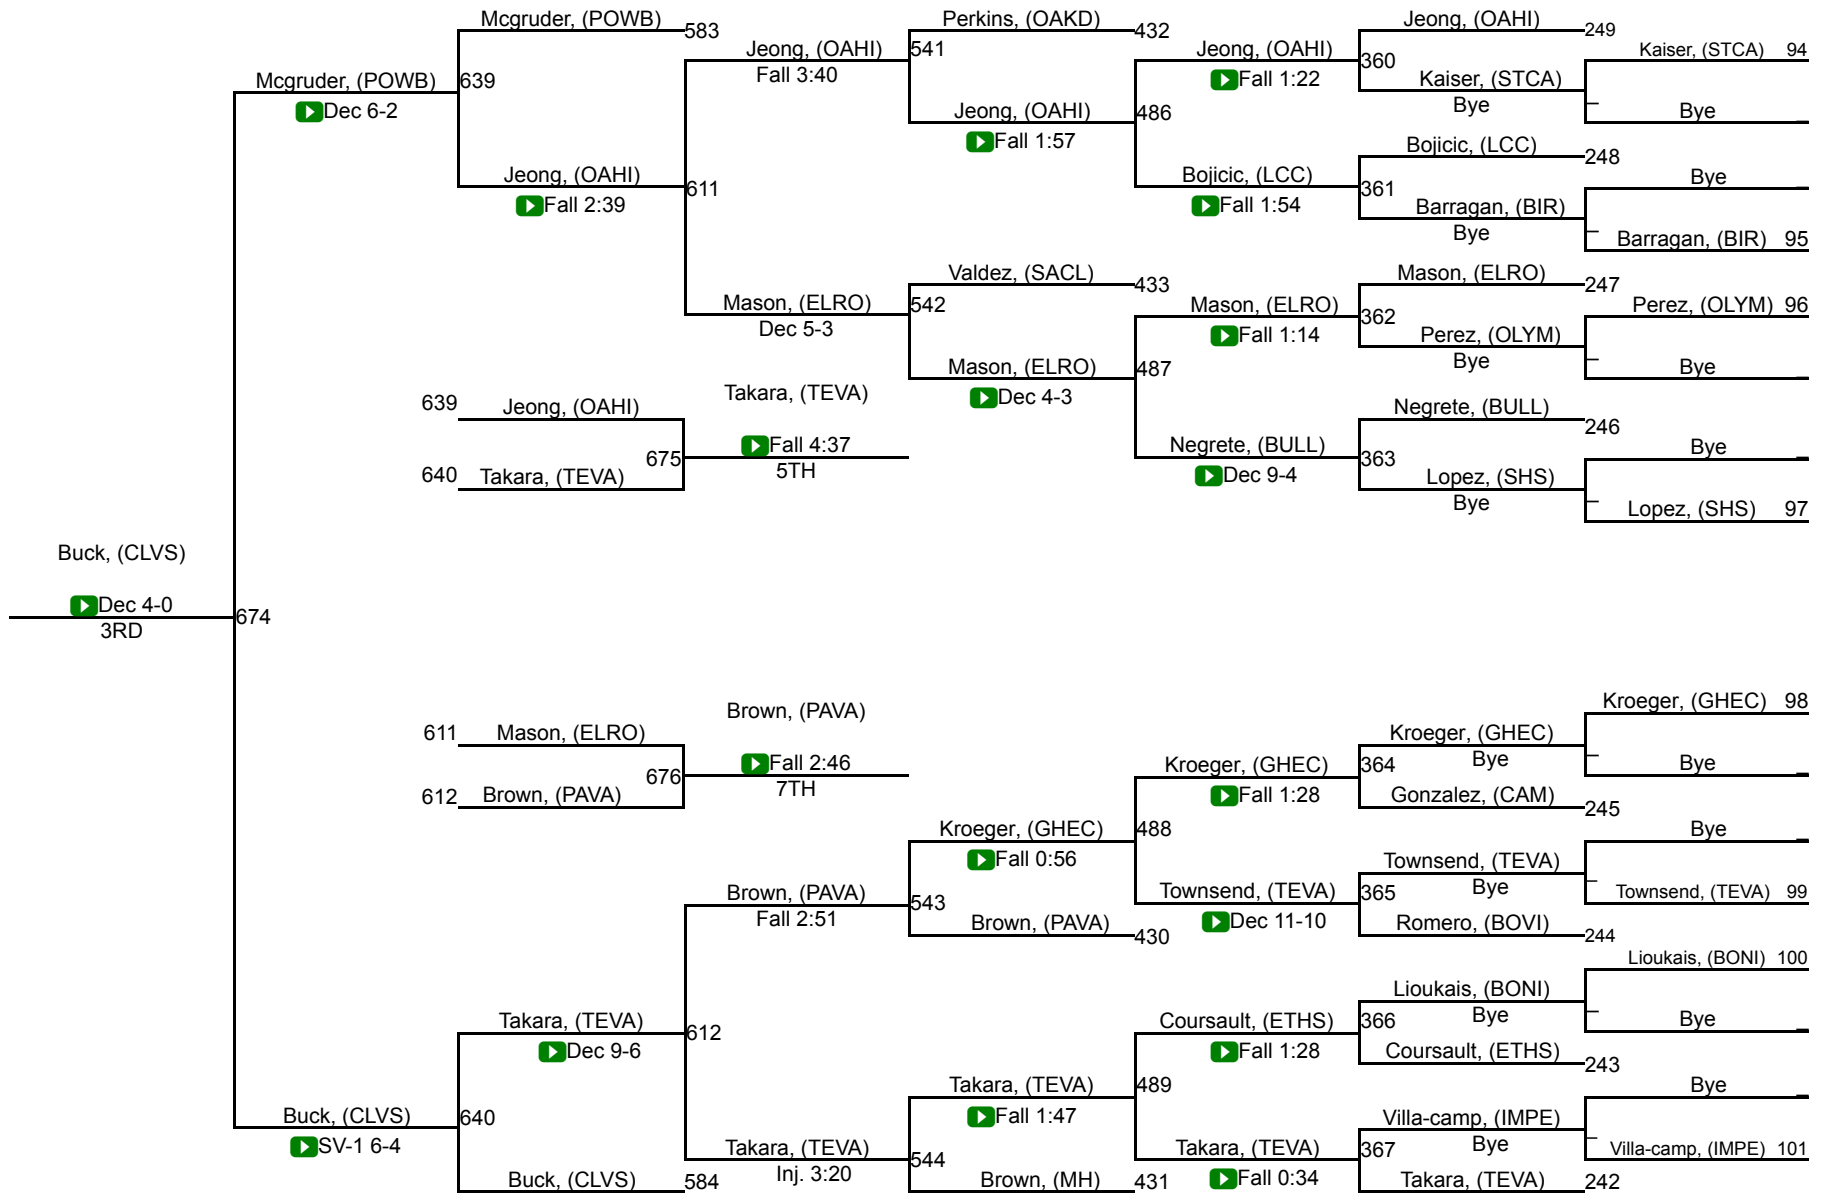 Mcgruder, (POWB)
583
Perkins, (OAKD)
432
Jeong, (OAHI)
249
Jeong, (OAHI)
541
Fall 3:40
Jeong, (OAHI)
360
Fall 1:22
Kaiser, (STCA) 94
Mcgruder, (POWB)
639
Dec 6-2
Kaiser, (STCA)
Bye
Bye
Jeong, (OAHI)
486
Fall 1:57
Bojicic, (LCC)
248
Jeong, (OAHI)
611
Fall 2:39
Bojicic, (LCC)
361
Fall 1:54
Bye
Barragan, (BIR)
Bye
Barragan, (BIR) 95
Valdez, (SACL)
433
Mason, (ELRO)
247
Mason, (ELRO)
542
Dec 5-3
Mason, (ELRO)
362
Fall 1:14
Perez, (OLYM) 96
Perez, (OLYM)
Bye
Mason, (ELRO)
487
Dec 4-3
Bye
639
Jeong, (OAHI)
Takara, (TEVA)
Negrete, (BULL)
246
675
Fall 4:37
5TH
Negrete, (BULL)
363
Dec 9-4
Bye
640
Takara, (TEVA)
Lopez, (SHS)
Bye
Lopez, (SHS) 97
Buck, (CLVS)
Dec 4-0
3RD
674
Brown, (PAVA)
Kroeger, (GHEC) 98
611
Mason, (ELRO)
Kroeger, (GHEC)
Bye
676
Fall 2:46
7TH
Kroeger, (GHEC)
364
Fall 1:28
Bye
612
Brown, (PAVA)
Gonzalez, (CAM)
245
Kroeger, (GHEC)
488
Fall 0:56
Bye
Townsend, (TEVA)
Bye
Brown, (PAVA)
543
Fall 2:51
Townsend, (TEVA)
365
Dec 11-10
Townsend, (TEVA) 99
Brown, (PAVA)
430
Romero, (BOVI)
244
Lioukais, (BONI) 100
Lioukais, (BONI)
Bye
Takara, (TEVA)
612
Dec 9-6
Coursault, (ETHS)
366
Fall 1:28
Bye
Coursault, (ETHS)
243
Takara, (TEVA)
489
Fall 1:47
Bye
Buck, (CLVS)
640
SV-1 6-4
Villa-camp, (IMPE)
Bye
Takara, (TEVA)
544
Inj. 3:20
Takara, (TEVA)
367
Fall 0:34
Villa-camp, (IMPE) 101
Buck, (CLVS)
584
Brown, (MH)
431
Takara, (TEVA)
242